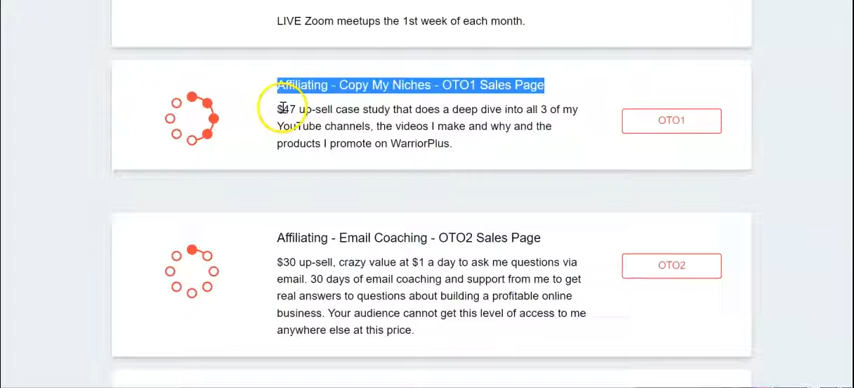 LIVE Zoom meetups the 1st week of each month.
Affiliating - Copy My Niches - OTO1 Sales Page
$47 up-sell case study that does a deep dive into all 3 of my
YouTube channels, the videos I make and why and the
products I promote on WarriorPlus.
OTO1
Affiliating - Email Coaching - OTO2 Sales Page
$30 up-sell, crazy value at $1 a day to ask me questions via
email. 30 days of email coaching and support from me to get
real answers to questions about building a profitable online
business. Your audience cannot get this level of access to me
anywhere else at this price.
OTO2